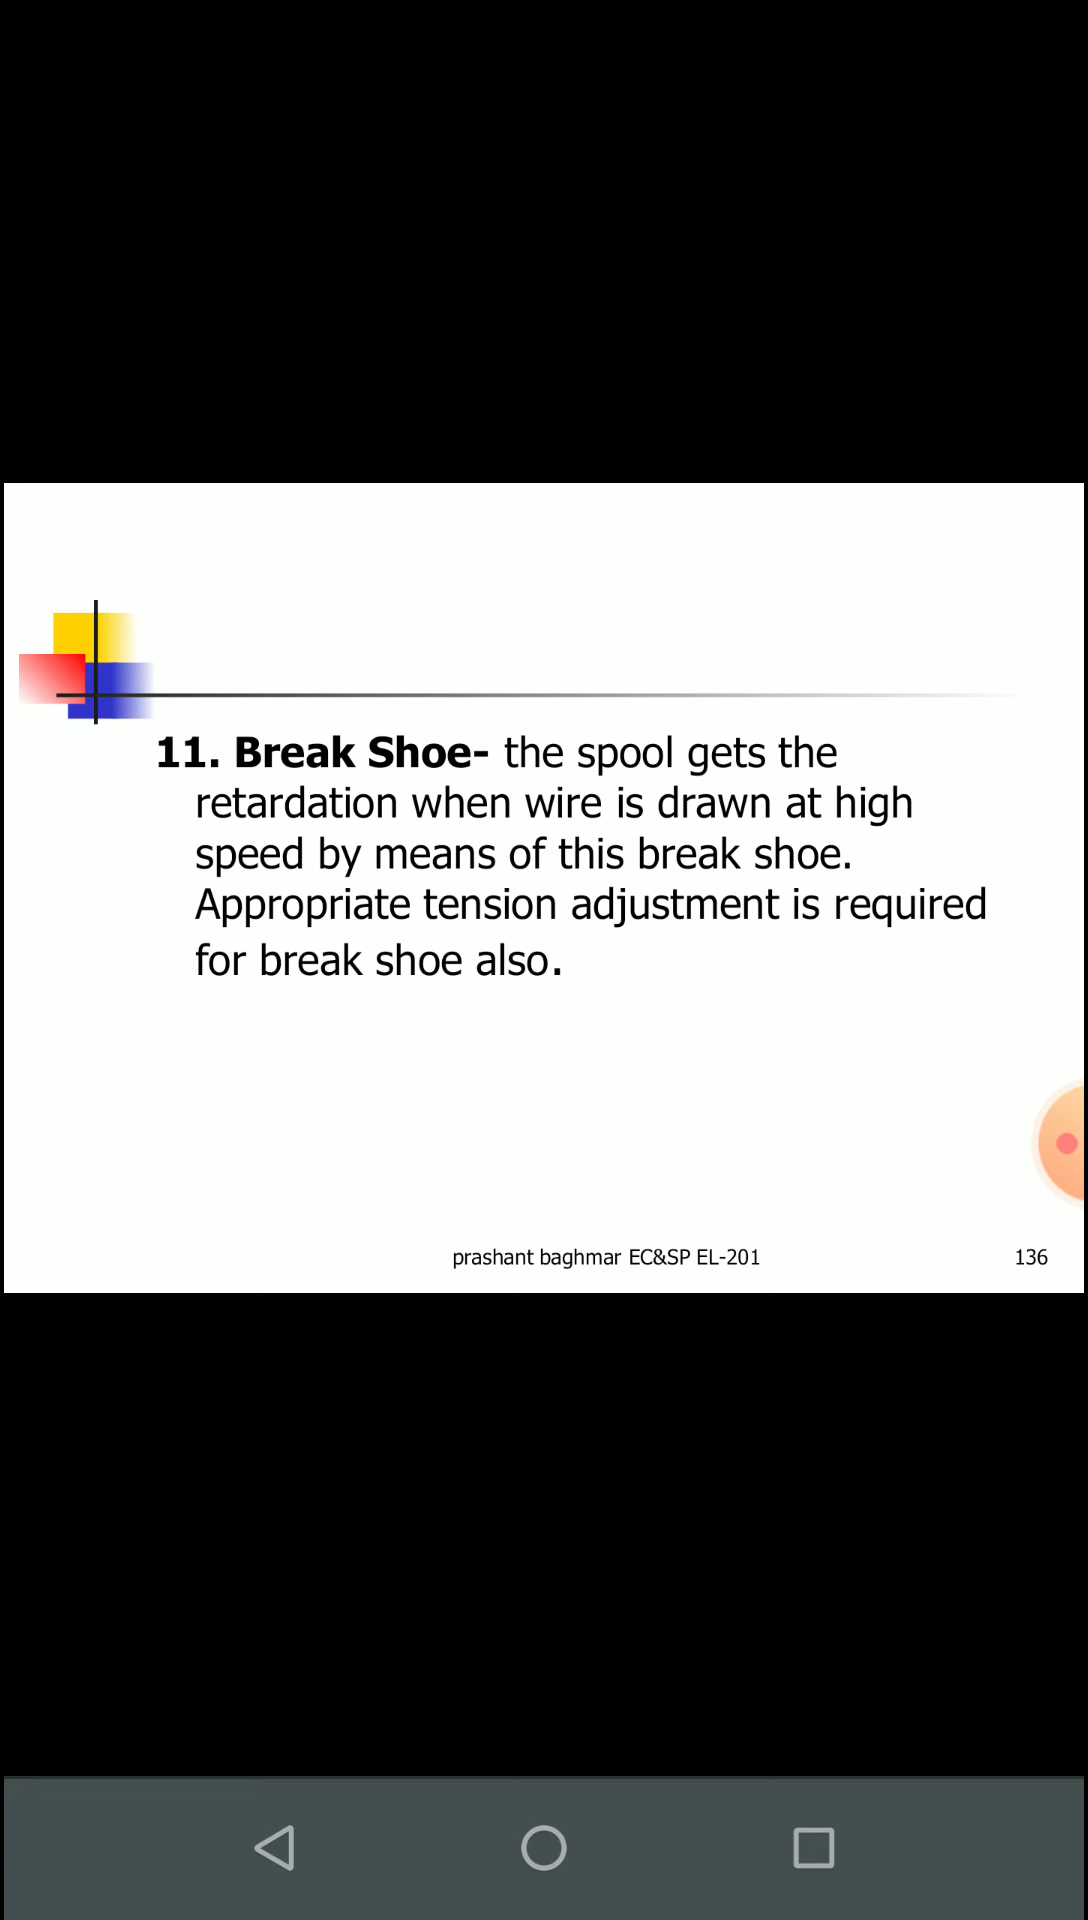 11. Break Shoe- the spool gets the
retardation when wire is drawn at high
speed by means of this break shoe.
Appropriate tension adjustment is required
for break shoe also.
prashant baghmar EC&SP EL-201
136